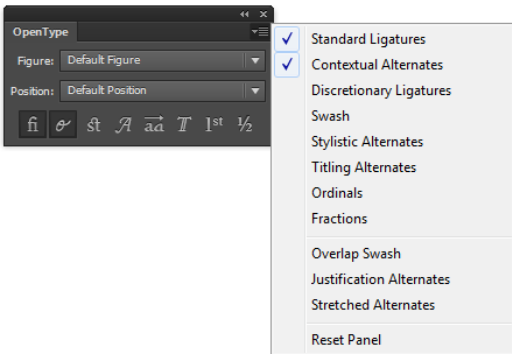 OpenType
Figure: Default Figure
Position: Default Position
fi st A aa T 1st ½
Standard Ligatures
Contextual Alternates
Discretionary Ligatures
Swash
Stylistic Alternates
Titling Alternates
Ordinals
Fractions
Overlap Swash
Justification Alternates
Stretched Alternates
Reset Panel